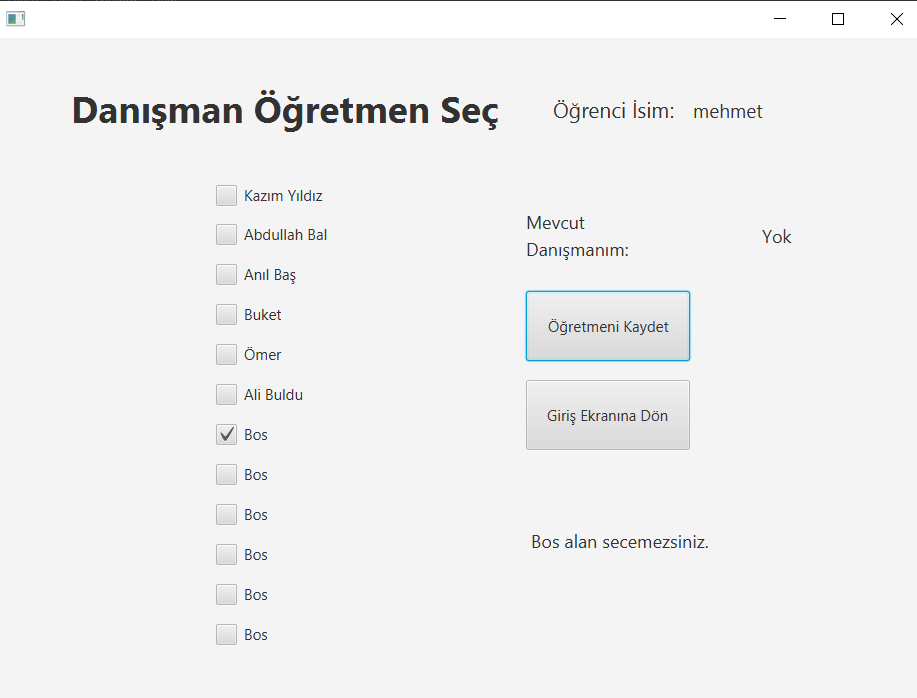 Danışman Öğretmen Seç
Öğrenci İsim: mehmet
Kazım Yıldız
Abdullah Bal
Anıl Baş
Buket
Ömer
Ali Buldu
Bos
Bos
Bos
Bos
Bos
Bos
Mevcut
Danışmanım:
Yok
Öğretmeni Kaydet
Giriş Ekranına Dön
Bos alan secemezsiniz.